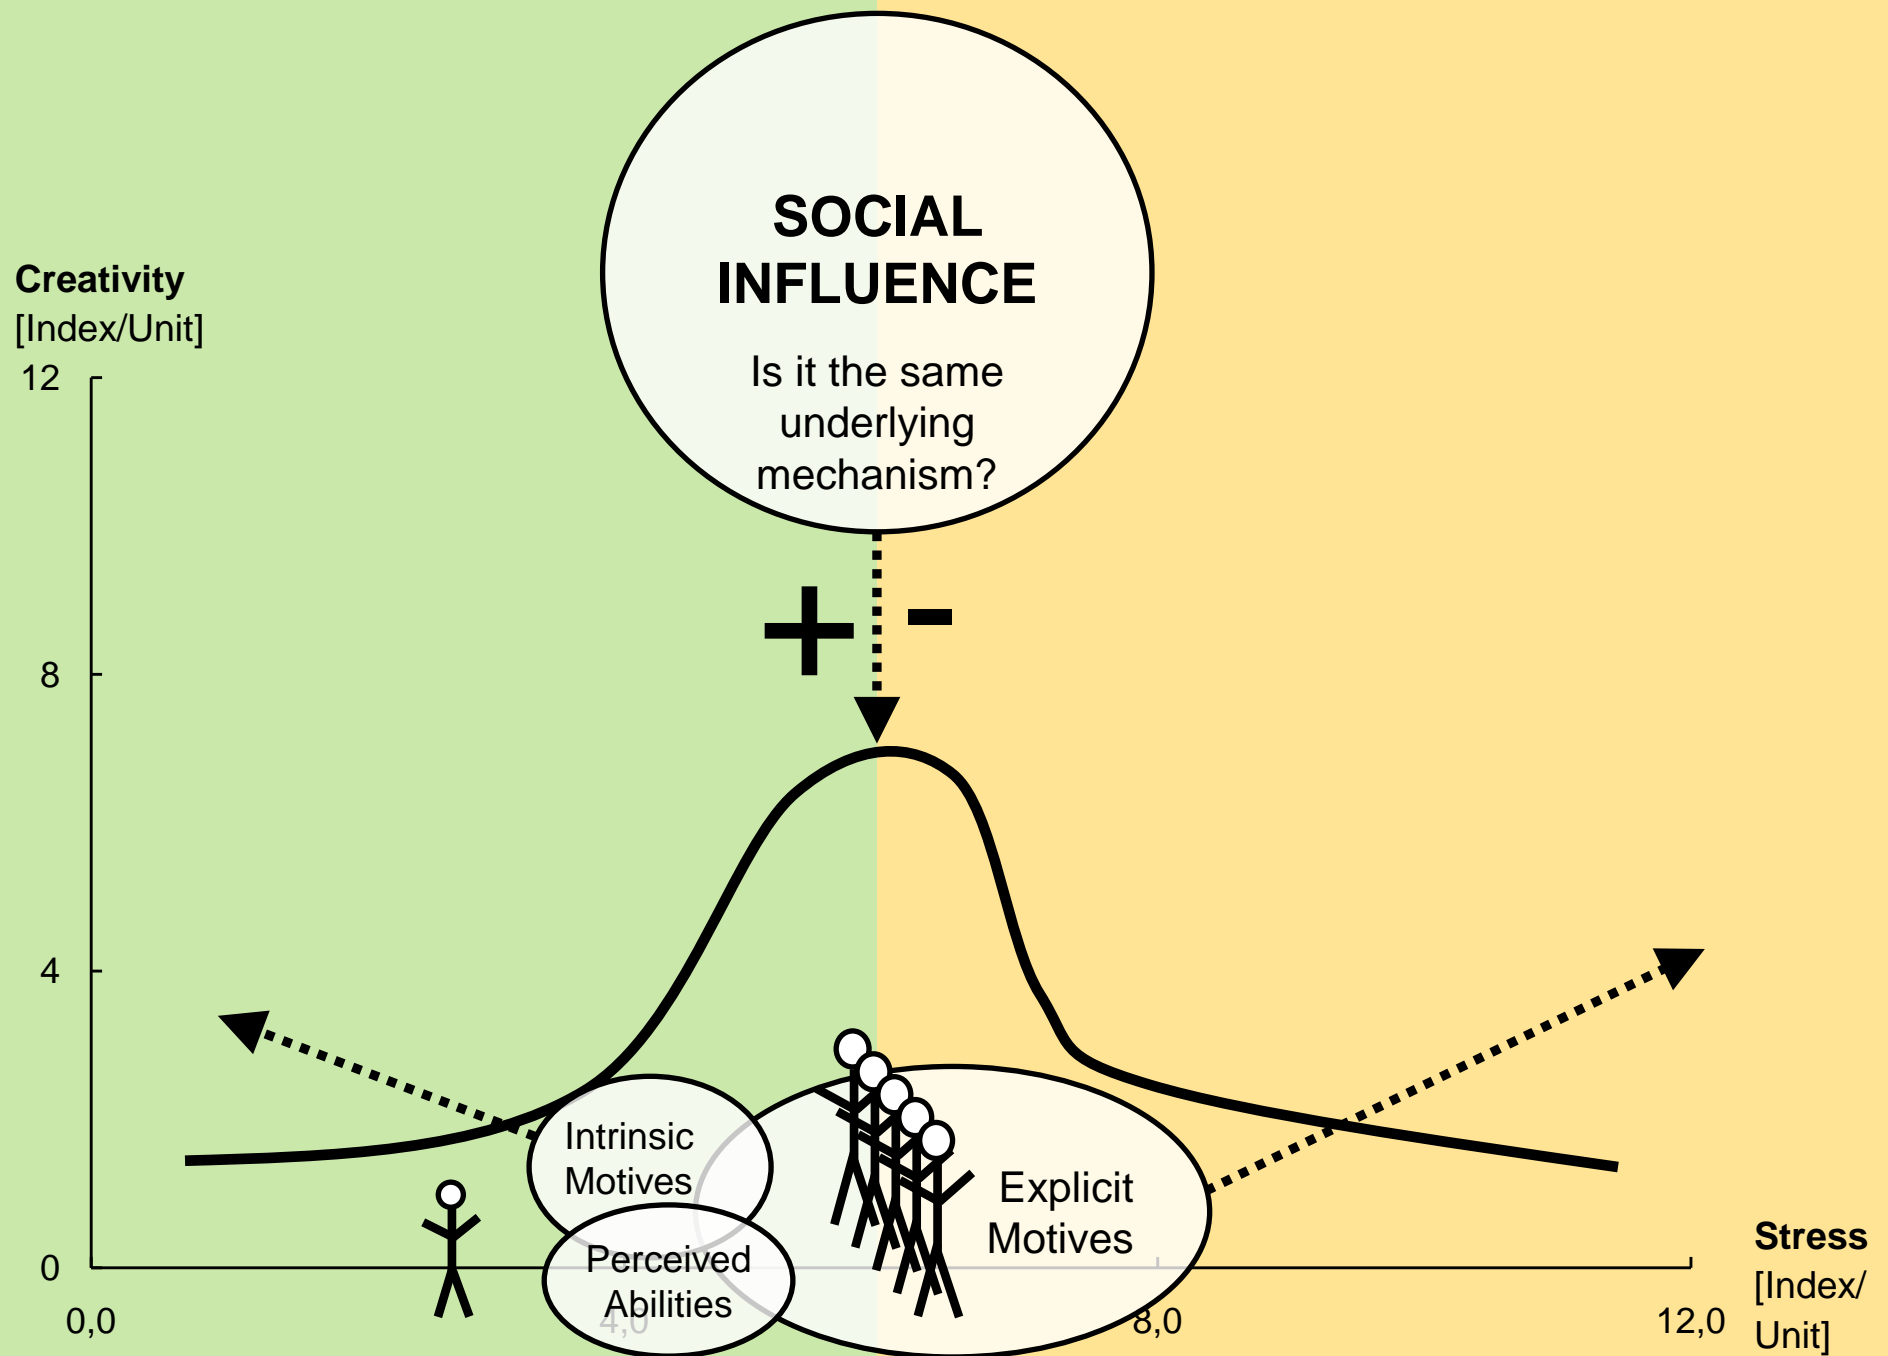 SOCIAL
INFLUENCE
Is it the same
underlying
mechanism?
Creativity
[Index/Unit]
12
+ -
8
4
0
Intrinsic
Motives
Perceived
Abilities
Explicit
Motives
Stress
[Index/
Unit]
0,0
4,0
8,0
12,0